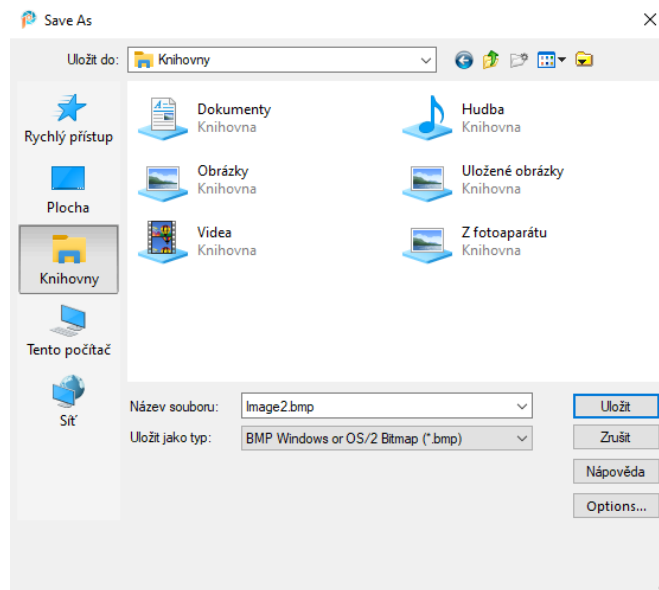 Save As
Uložit do:
Knihovny
Rychlý přístup
Plocha
Knihovny
Tento počítač
Síť
Dokumenty
Knihovna
Hudba
Knihovna
Obrázky
Knihovna
Uložené obrázky
Knihovna
Videa
Knihovna
Z fotoaparátu
Knihovna
Název souboru:
Image2.bmp
Uložit
Uložit jako typ:
BMP Windows or OS/2 Bitmap (*.bmp)
Zrušit
Nápověda
Options...